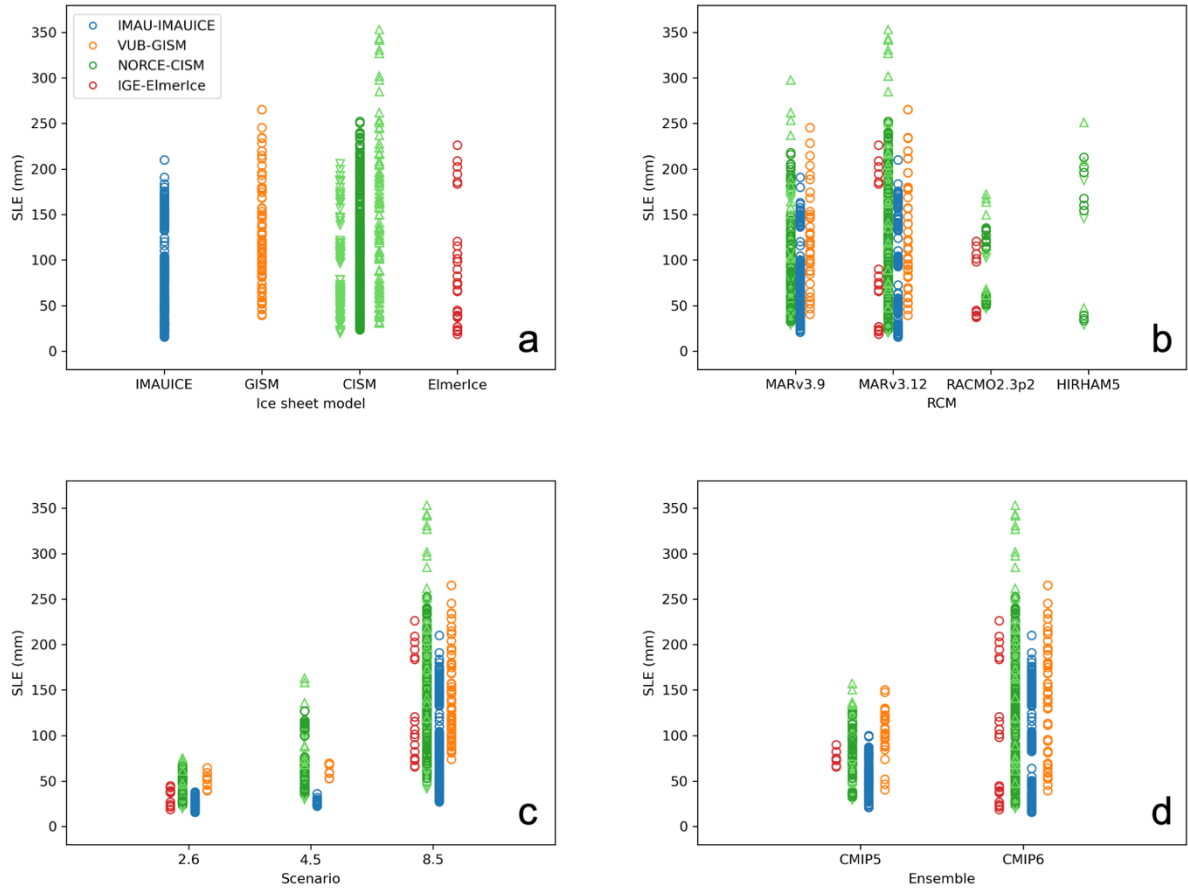 IMAU-IMAUICE
VUB-GISM
NORCE-CISM
IGE-ElmerIce
350
300
250
200
150
100
50
0
SLE (mm)
a
IMAUICE GISM CISM ElmerIce
Ice sheet model
350
300
250
200
150
100
50
0
SLE (mm)
b
MARv3.9 MARv3.12 RACMO2.3p2 HIRHAM5
RCM
350
300
250
200
150
100
50
0
SLE (mm)
c
2.6 4.5 8.5
Scenario
350
300
250
200
150
100
50
0
SLE (mm)
d
CMIP5 CMIP6
Ensemble